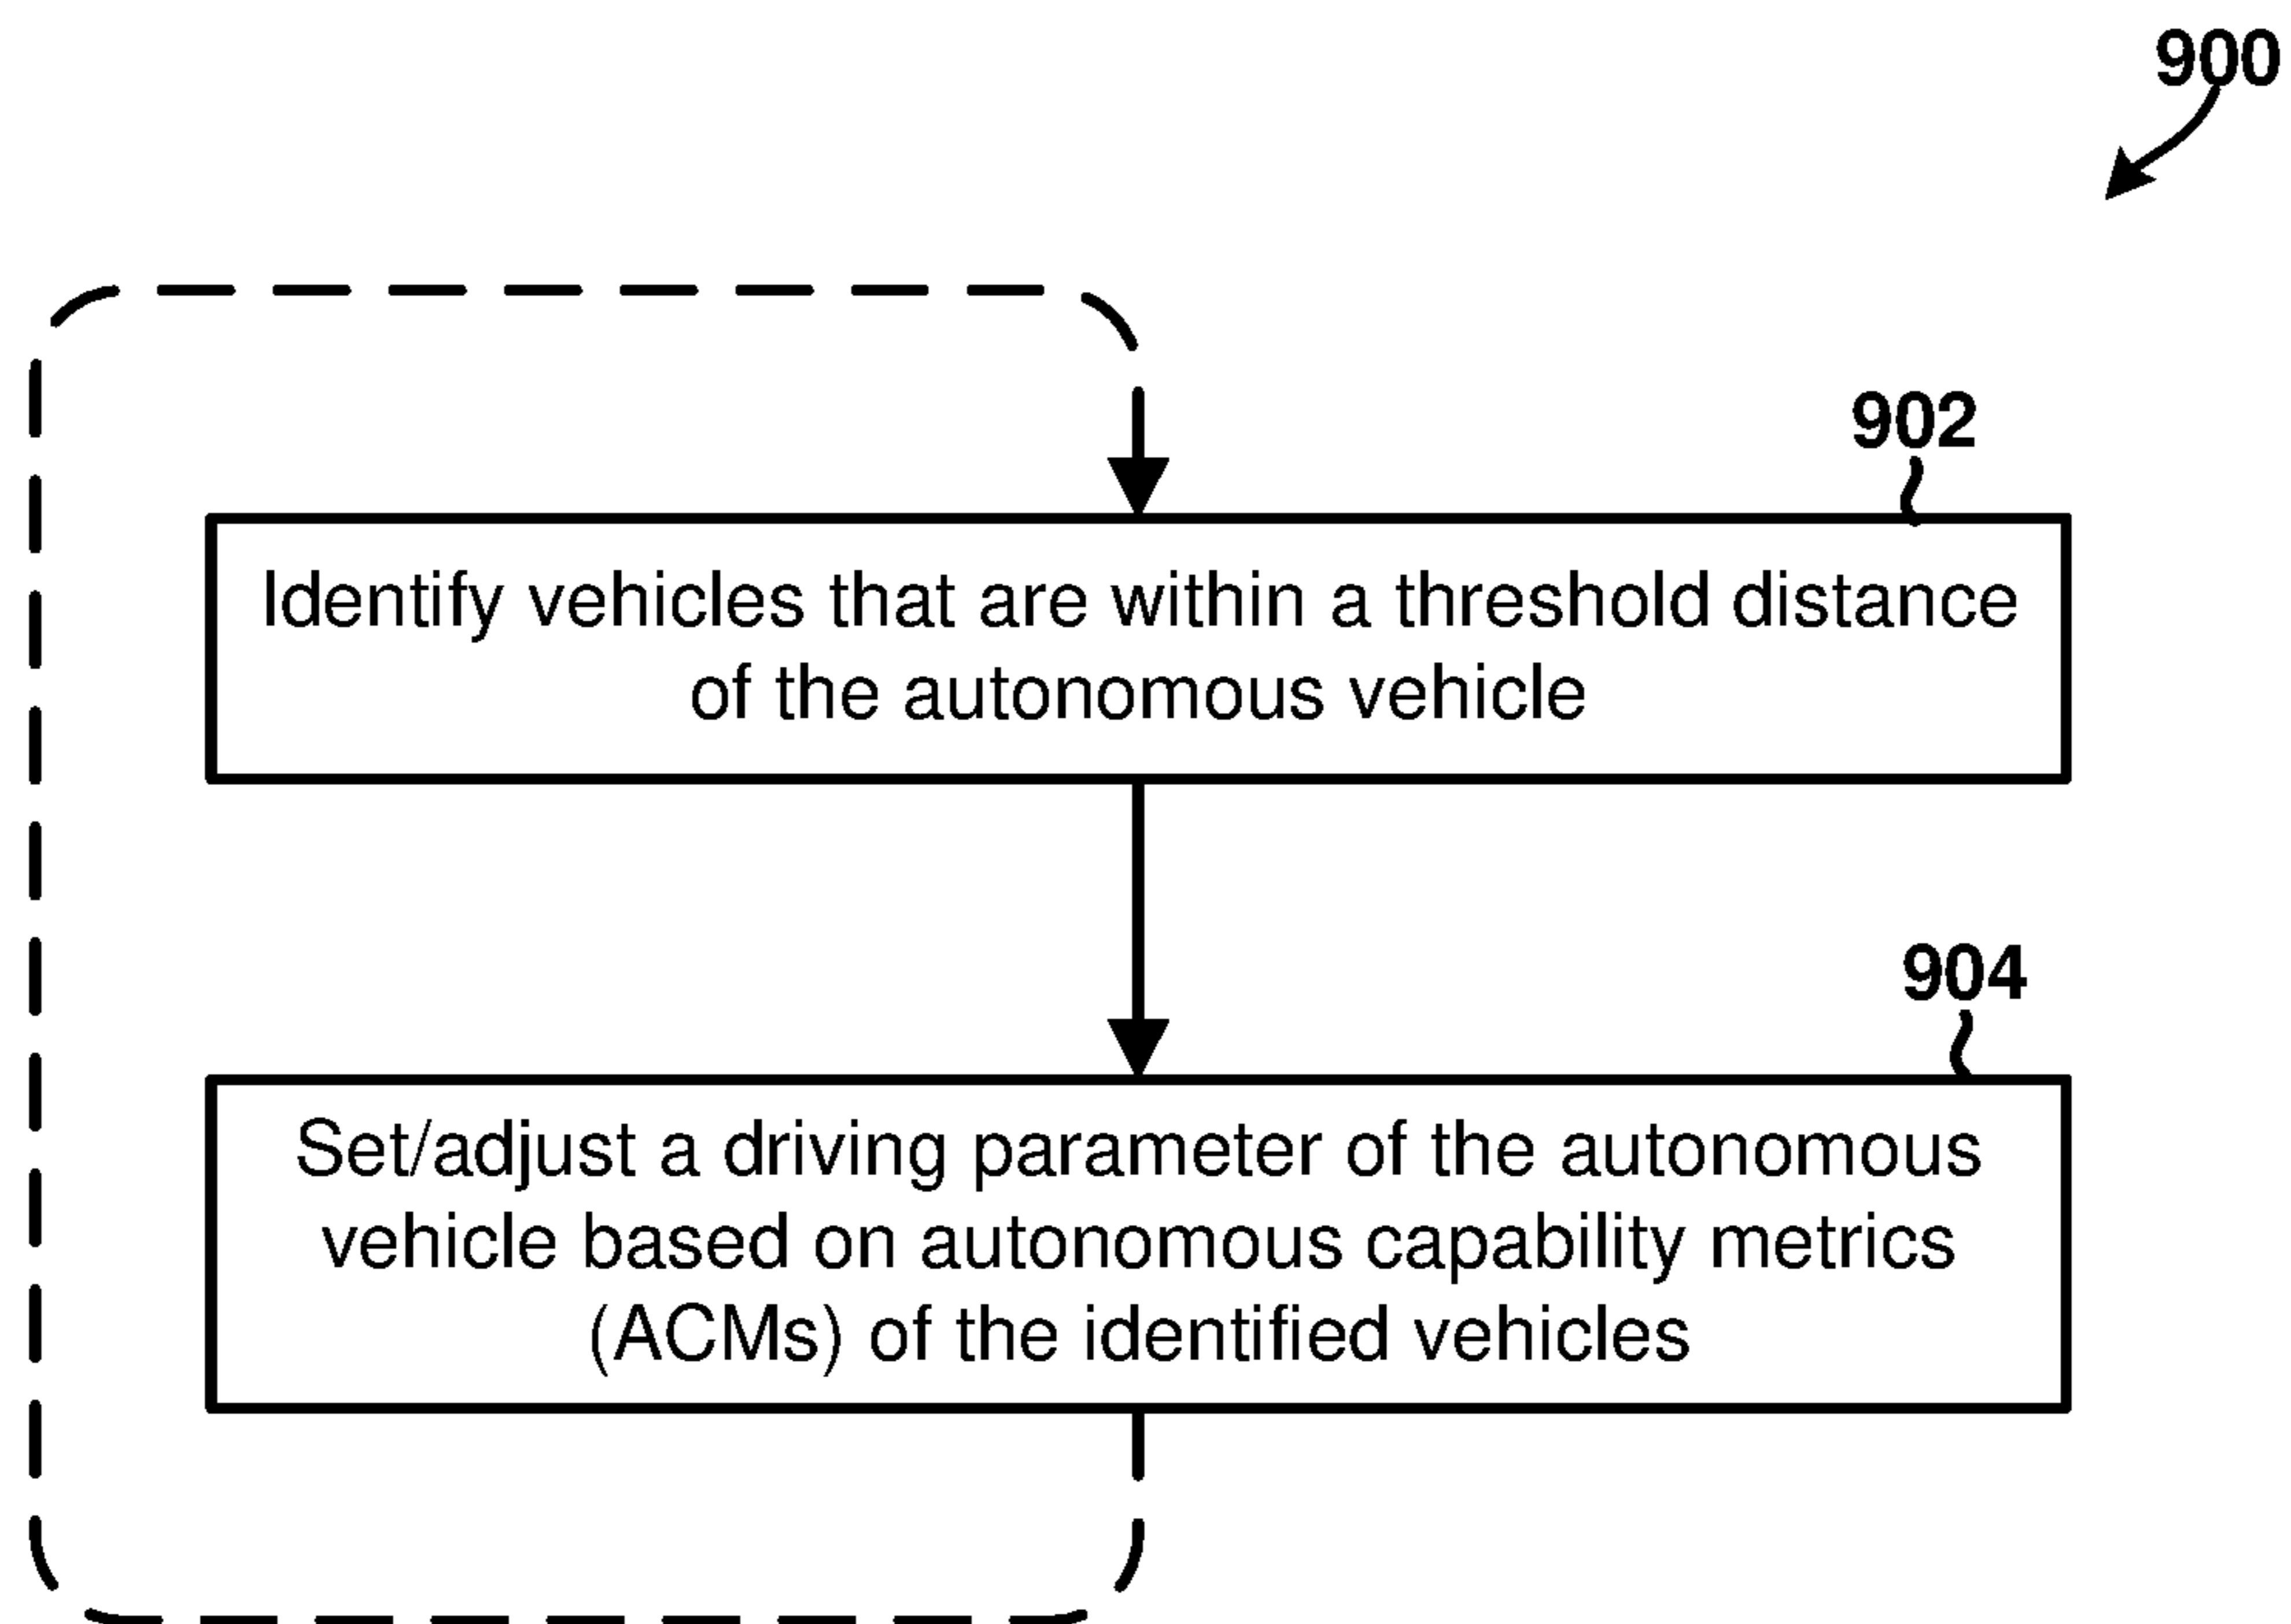 900
902
Identify vehicles that are within a threshold distance
of the autonomous vehicle
904
Set/adjust a driving parameter of the autonomous
vehicle based on autonomous capability metrics
(ACMs) of the identified vehicles